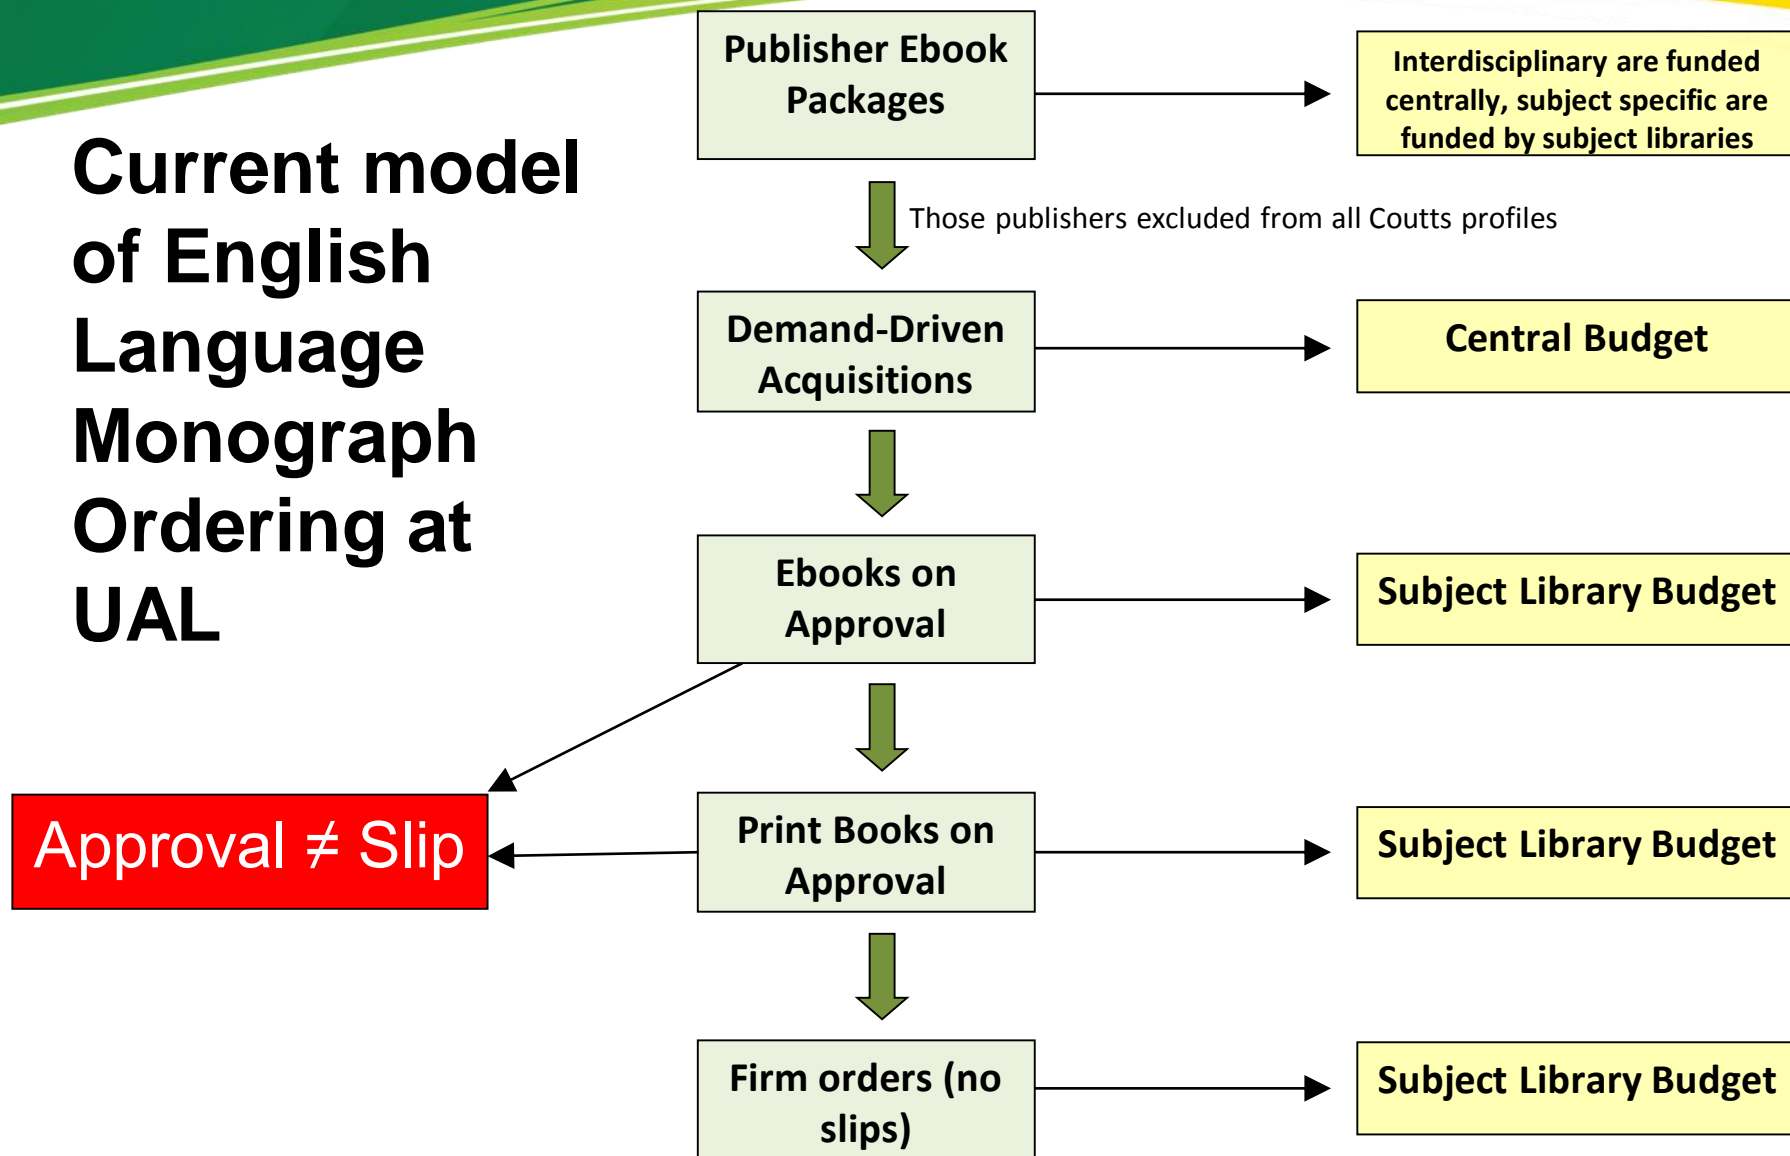 Current model
of English
Language
Monograph
Ordering at
UAL
Publisher Ebook
Packages
Interdisciplinary are funded
centrally, subject specific are
funded by subject libraries
Those publishers excluded from all Coutts profiles
Demand-Driven
Acquisitions
Central Budget
Ebooks on
Approval
Subject Library Budget
Approval ≠ Slip
Print Books on
Approval
Subject Library Budget
Firm orders (no
slips)
Subject Library Budget